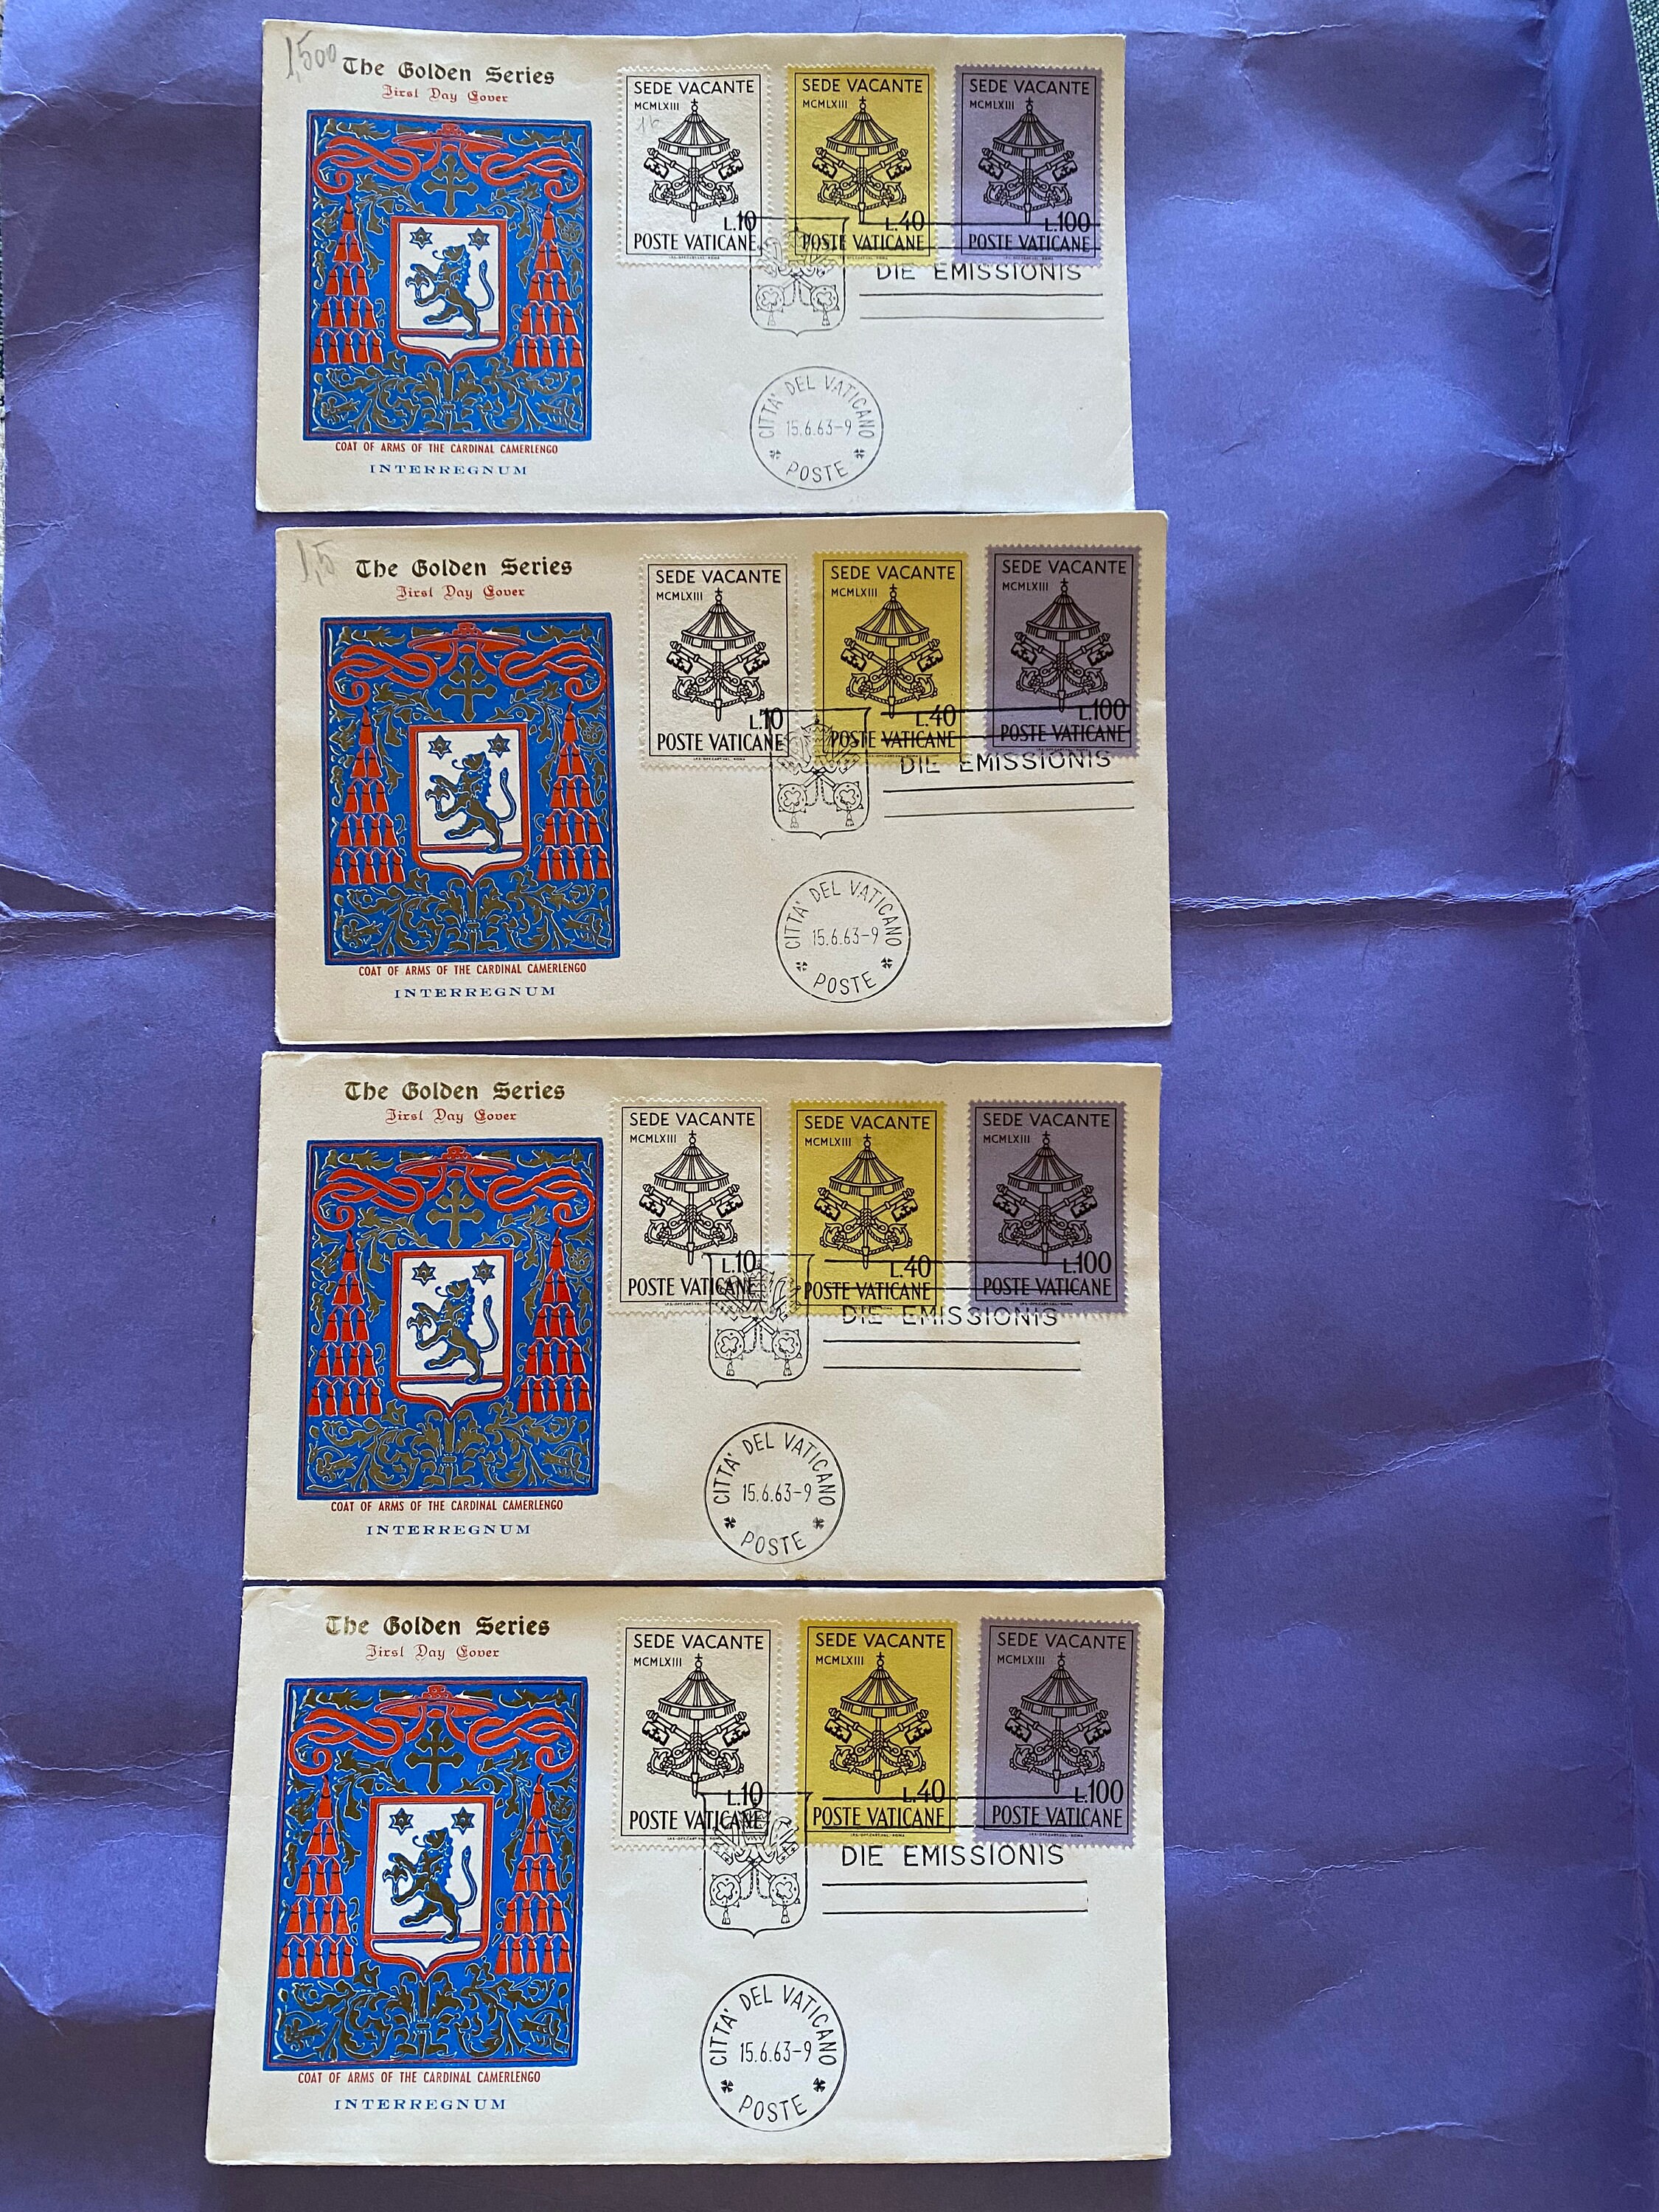 1,500
The Golden Series
First Day Cover
SEDE VACANTE
MCMLXIII
L.10
POSTE VATICANE
SEDE VACANTE
MCMLXIII
L.40
POSTE VATICANE
SEDE VACANTE
MCMLXIII
L.100
POSTE VATICANE
DIE EMISSIONIS
CITTA' DEL VATICANO
15.6.63-9
POSTE
COAT OF ARMS OF THE CARDINAL CAMERLENGO
INTERREGNUM
1,5
The Golden Series
First Day Cover
SEDE VACANTE
MCMLXIII
L.10
POSTE VATICANE
SEDE VACANTE
MCMLXIII
L.40
POSTE VATICANE
SEDE VACANTE
MCMLXIII
L.100
POSTE VATICANE
DIE EMISSIONIS
CITTA' DEL VATICANO
15.6.63-9
POSTE
COAT OF ARMS OF THE CARDINAL CAMERLENGO
INTERREGNUM
The Golden Series
First Day Cover
SEDE VACANTE
MCMLXIII
L.10
POSTE VATICANE
SEDE VACANTE
MCMLXIII
L.40
POSTE VATICANE
SEDE VACANTE
MCMLXIII
L.100
POSTE VATICANE
DIE EMISSIONIS
CITTA' DEL VATICANO
15.6.63-9
POSTE
COAT OF ARMS OF THE CARDINAL CAMERLENGO
INTERREGNUM
The Golden Series
First Day Cover
SEDE VACANTE
MCMLXIII
L.10
POSTE VATICANE
SEDE VACANTE
MCMLXIII
L.40
POSTE VATICANE
SEDE VACANTE
MCMLXIII
L.100
POSTE VATICANE
DIE EMISSIONIS
CITTA' DEL VATICANO
15.6.63-9
POSTE
COAT OF ARMS OF THE CARDINAL CAMERLENGO
INTERREGNUM